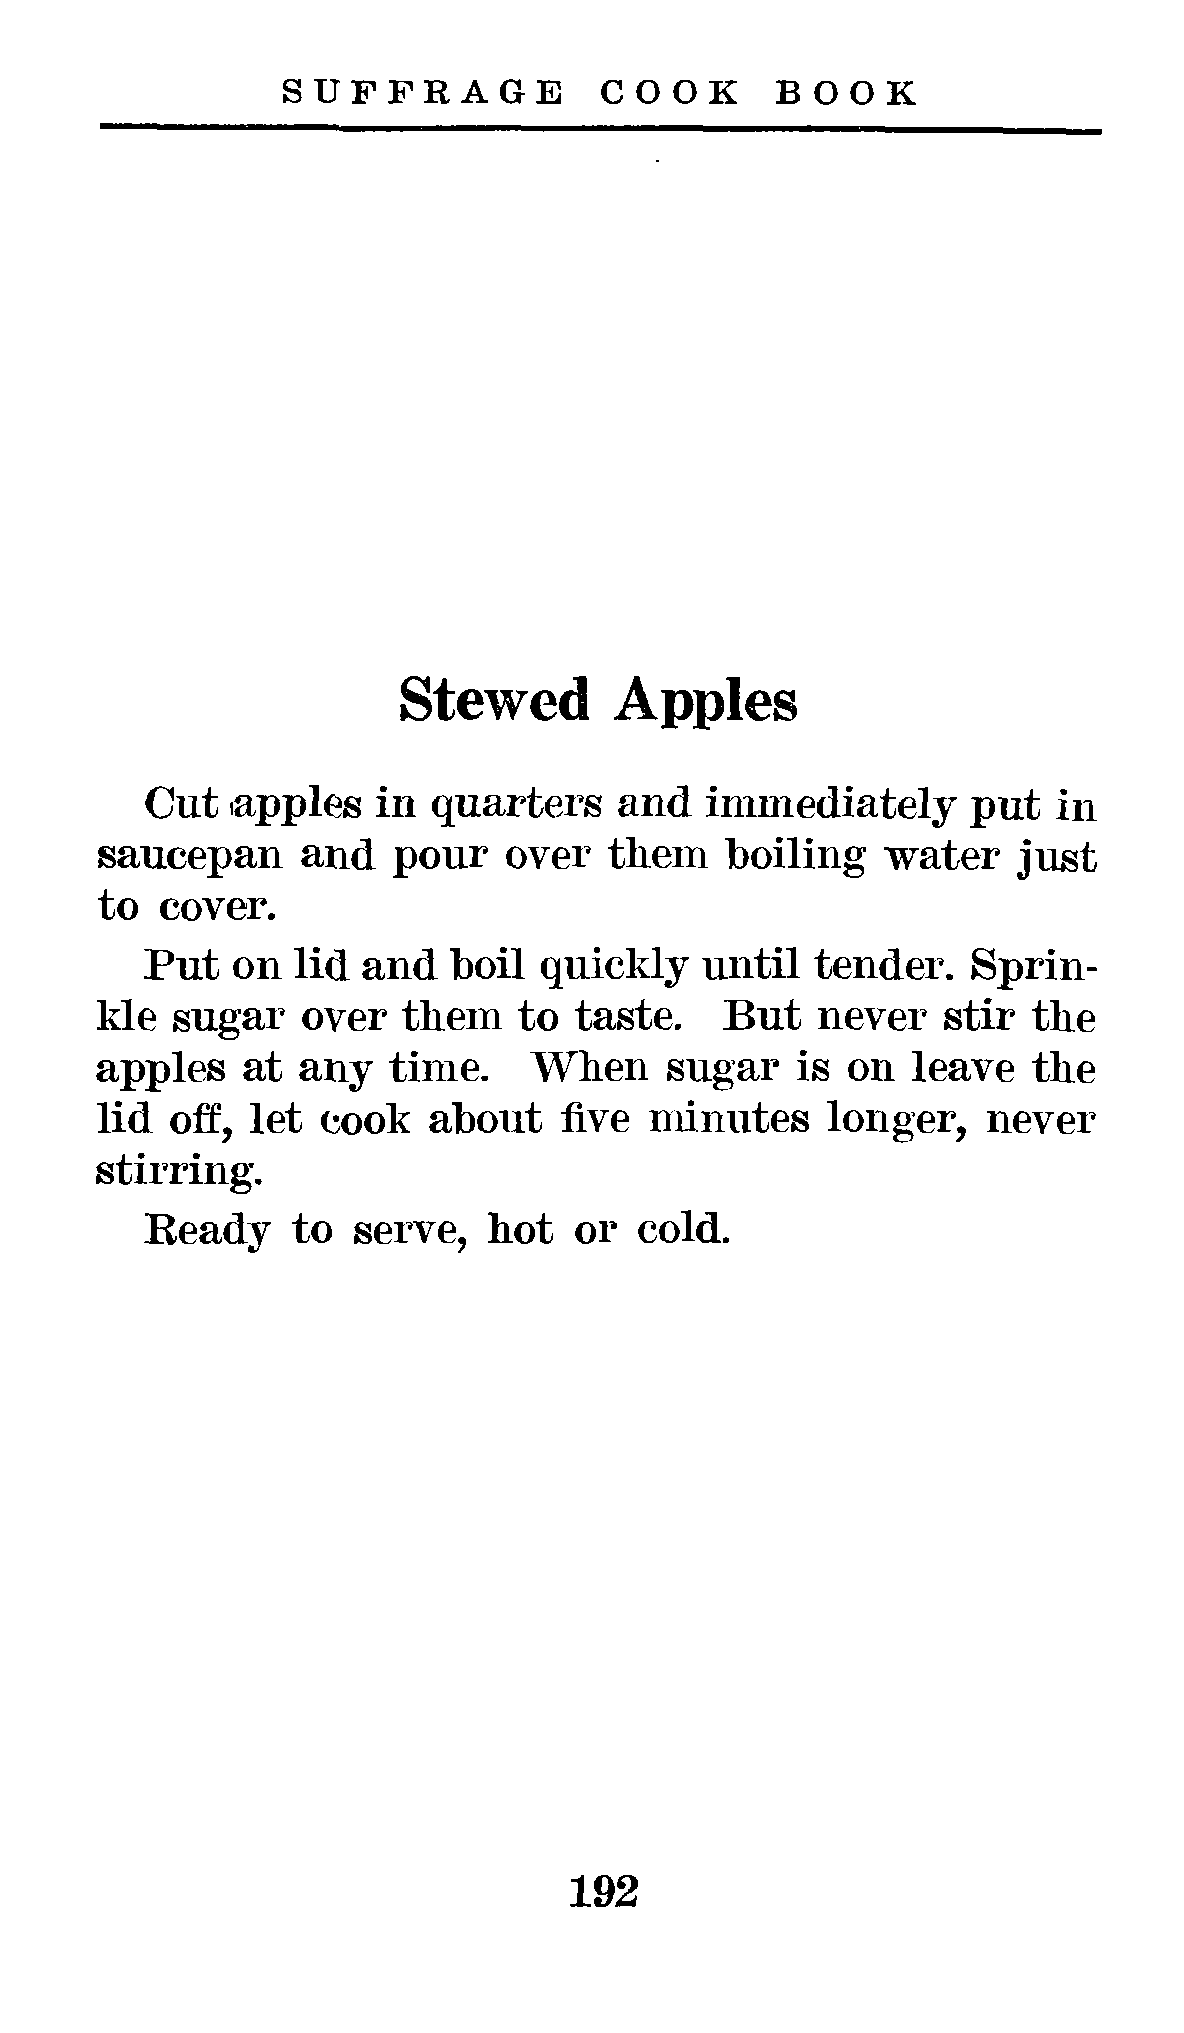 SUFFRAGE COOK BOOK
Stewed Apples
Cut apples in quarters and immediately put in
saucepan and pour over them boiling water just
to cover.
Put on lid and boil quickly until tender. Sprin-
kle sugar over them to taste. But never stir the
apples at any time. When sugar is on leave the
lid off, let cook about five minutes longer, never
stirring.
Ready to serve, hot or cold.
192